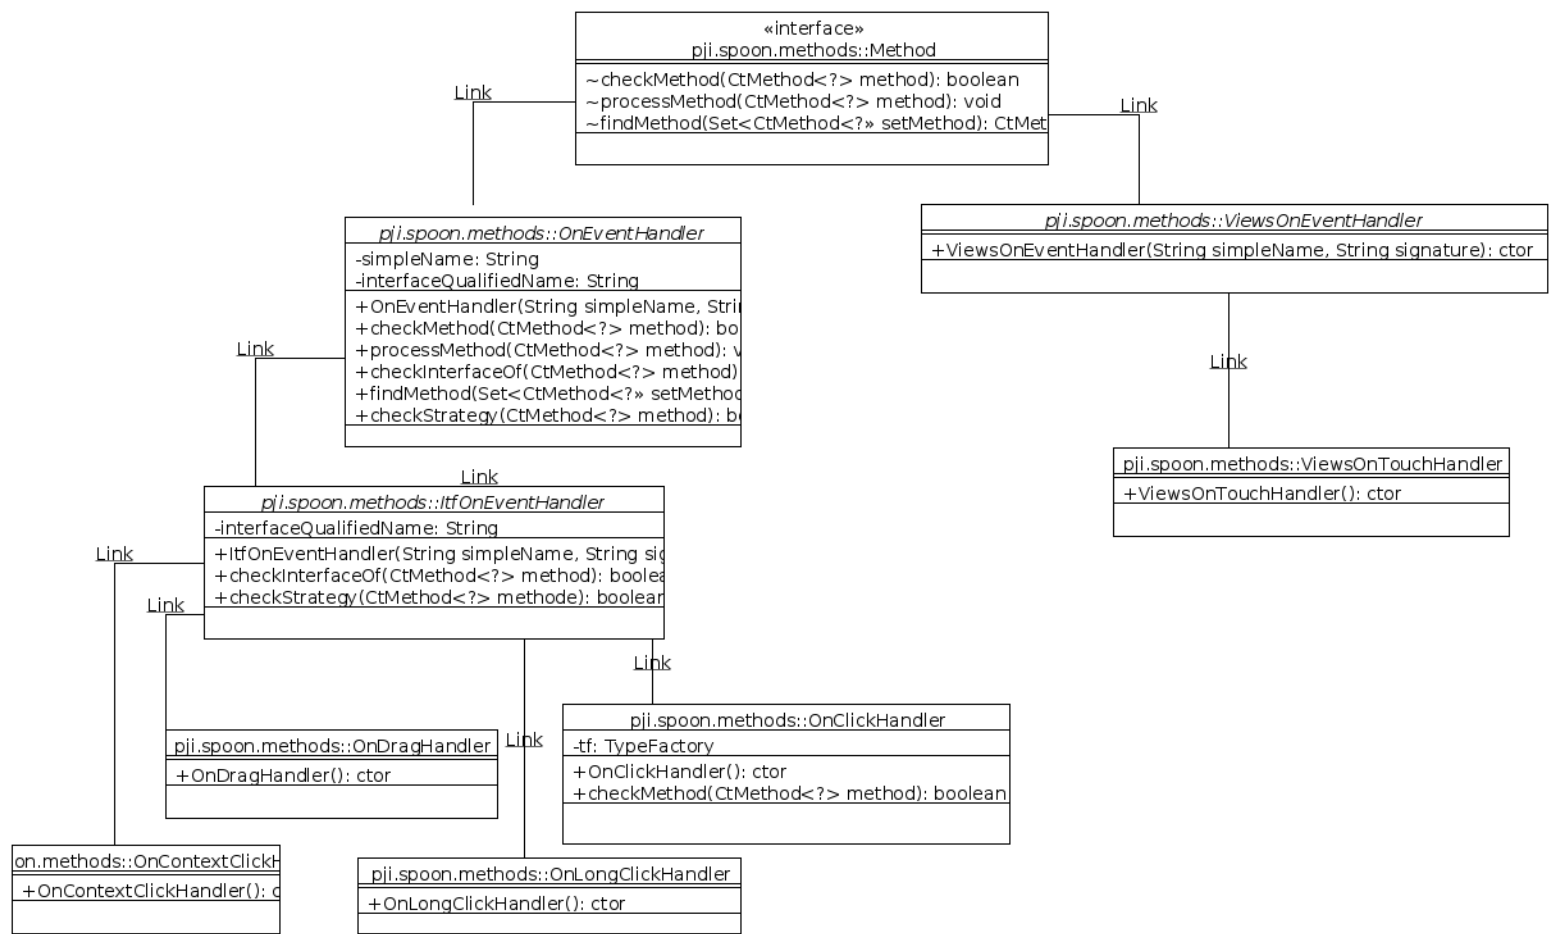 «interface»
pji.spoon.methods::Method
~checkMethod(CtMethod<?> method): boolean
~processMethod(CtMethod<?> method): void
~findMethod(Set<CtMethod<?» setMethod): CtMet
Link
Link
pji.spoon.methods::OnEventHandler
-simpleName: String
-interfaceQualifiedName: String
+OnEventHandler(String simpleName, Stri
+checkMethod(CtMethod<?> method): bo
+processMethod(CtMethod<?> method): v
+checkInterfaceOf(CtMethod<?> method)
+findMethod(Set<CtMethod<?» setMethod
+checkStrategy(CtMethod<?> method): b
pji.spoon.methods::ViewsOnEventHandler
+ViewsOnEventHandler(String simpleName, String signature): ctor
Link
Link
pji.spoon.methods::ViewsOnTouchHandler
+ViewsOnTouchHandler(): ctor
Link
pji.spoon.methods::ItfOnEventHandler
-interfaceQualifiedName: String
+ItfOnEventHandler(String simpleName, String sig
+checkInterfaceOf(CtMethod<?> method): boolea
+checkStrategy(CtMethod<?> methode): boolean
Link
Link
Link
Link
pji.spoon.methods::OnDragHandler
+OnDragHandler(): ctor
pji.spoon.methods::OnClickHandler
-tf: TypeFactory
+OnClickHandler(): ctor
+checkMethod(CtMethod<?> method): boolean
on.methods::OnContextClickH
+OnContextClickHandler(): c
pji.spoon.methods::OnLongClickHandler
+OnLongClickHandler(): ctor